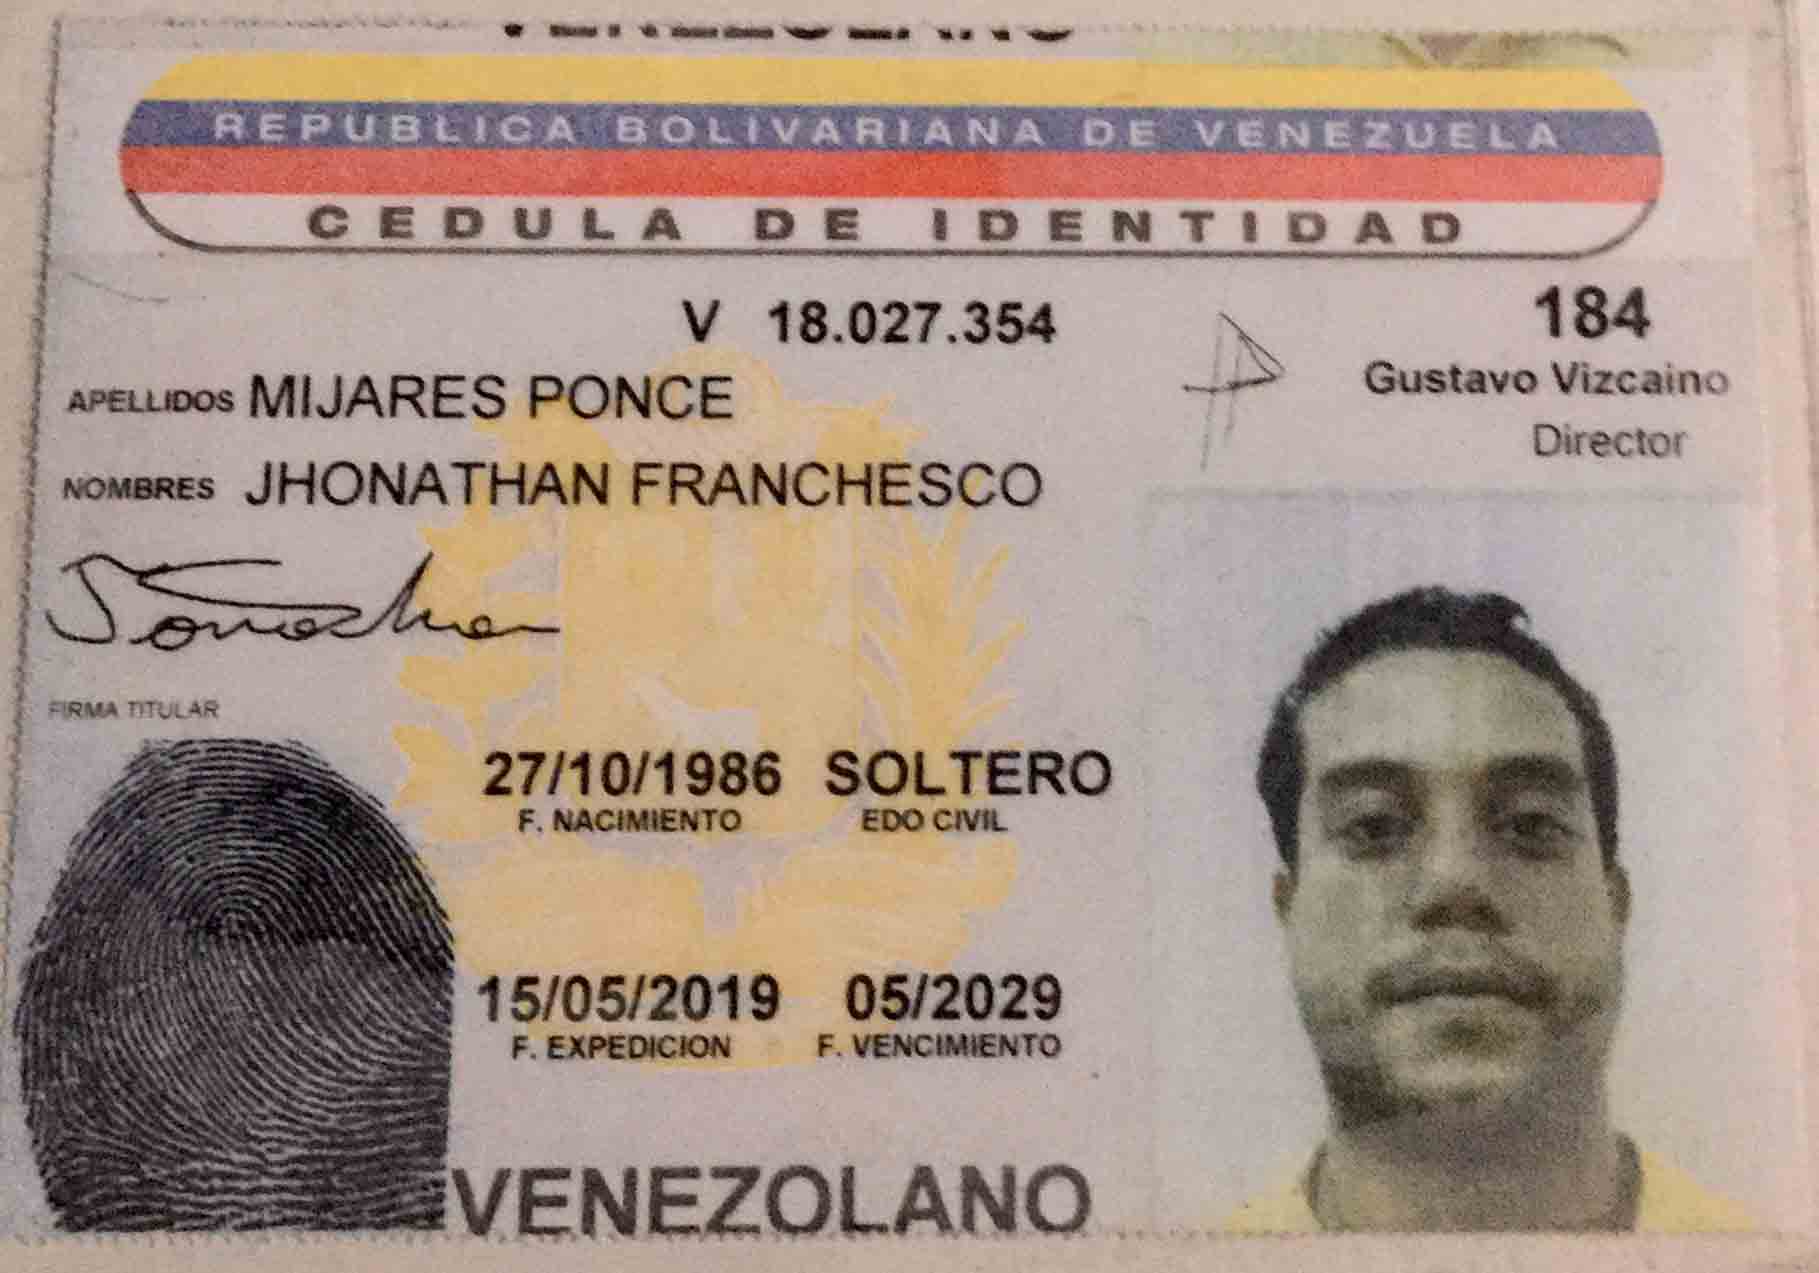 REPUBLICA BOLIVARIANA DE VENEZUELA
CEDULA DE IDENTIDAD
V 18.027.354
184
Gustavo Vizcaino
Director
APELLIDOS MIJARES PONCE
NOMBRES JHONATHAN FRANCHESCO
FIRMA TITULAR
27/10/1986 SOLTERO
F. NACIMIENTO EDO CIVIL
15/05/2019 05/2029
F. EXPEDICION F. VENCIMIENTO
VENEZOLANO